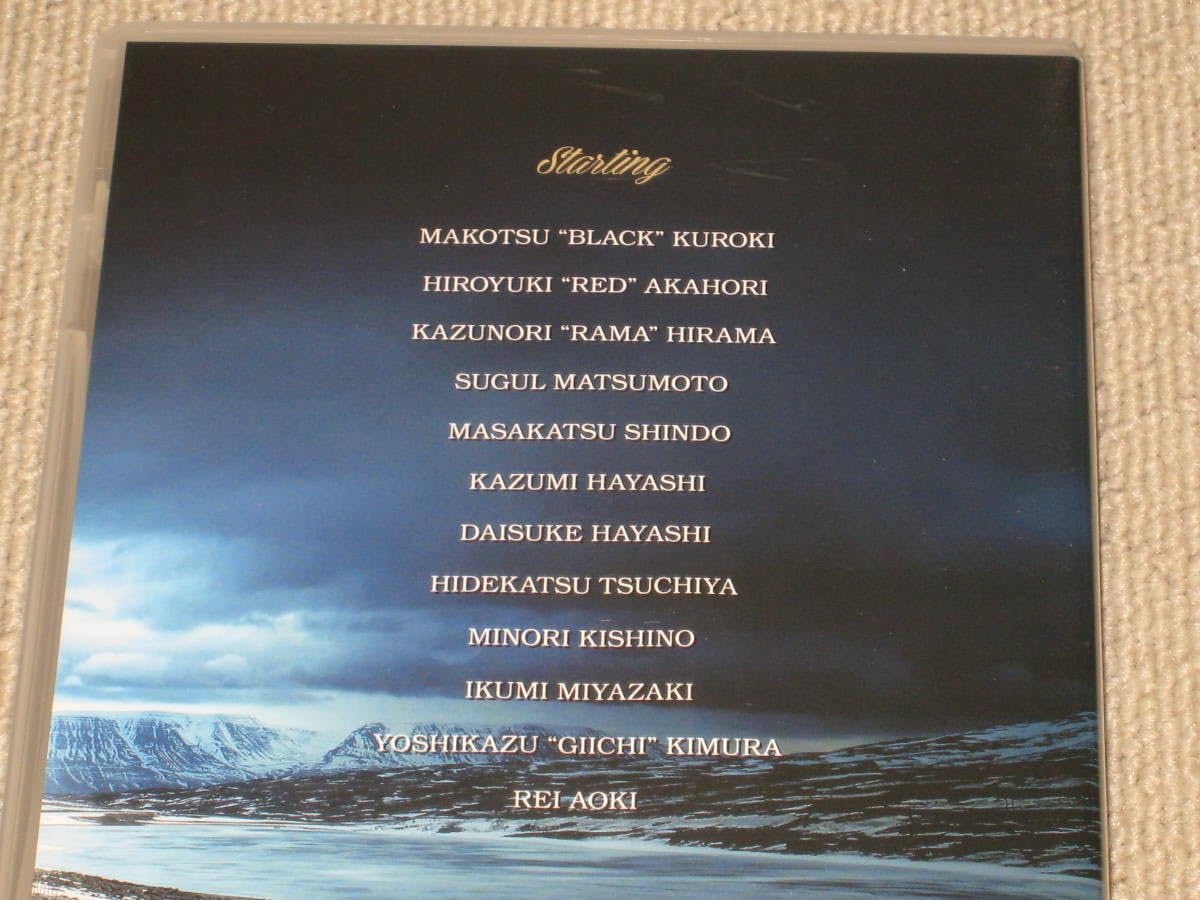 Starting
MAKOTSU “BLACK” KUROKI
HIROYUKI “RED” AKAHORI
KAZUNORI “RAMA” HIRAMA
SUGUL MATSUMOTO
MASAKATSU SHINDO
KAZUMI HAYASHI
DAISUKE HAYASHI
HIDEKATSU TSUCHIYA
MINORI KISHINO
IKUMI MIYAZAKI
YOSHIKAZU “GIICHI” KIMURA
REI AOKI